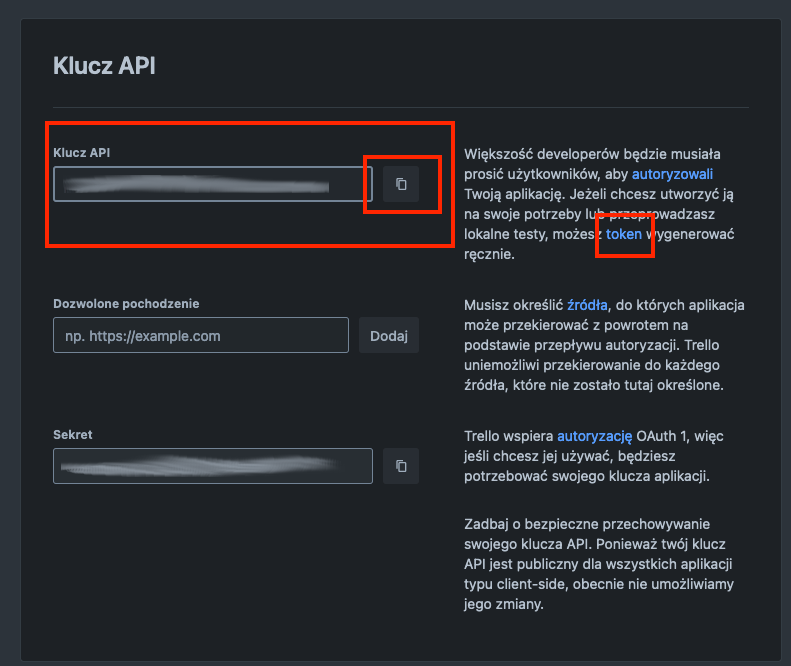 Klucz API
Klucz API
Większość developerów będzie musiała
prosić użytkowników, aby autoryzowali
Twoją aplikację. Jeżeli chcesz utworzyć ją
na swoje potrzeby lub przeprowadzasz
lokalne testy, możesz token wygenerować
ręcznie.
Dozwolone pochodzenie
np. https://example.com
Dodaj
Musisz określić źródła, do których aplikacja
może przekierować z powrotem na
podstawie przepływu autoryzacji. Trello
uniemożliwi przekierowanie do każdego
źródła, które nie zostało tutaj określone.
Sekret
Trello wspiera autoryzację OAuth 1, więc
jeśli chcesz jej używać, będziesz
potrzebować swojego klucza aplikacji.
Zadbaj o bezpieczne przechowywanie
swojego klucza API. Ponieważ twój klucz
API jest publiczny dla wszystkich aplikacji
typu client-side, obecnie nie umożliwiamy
jego zmiany.